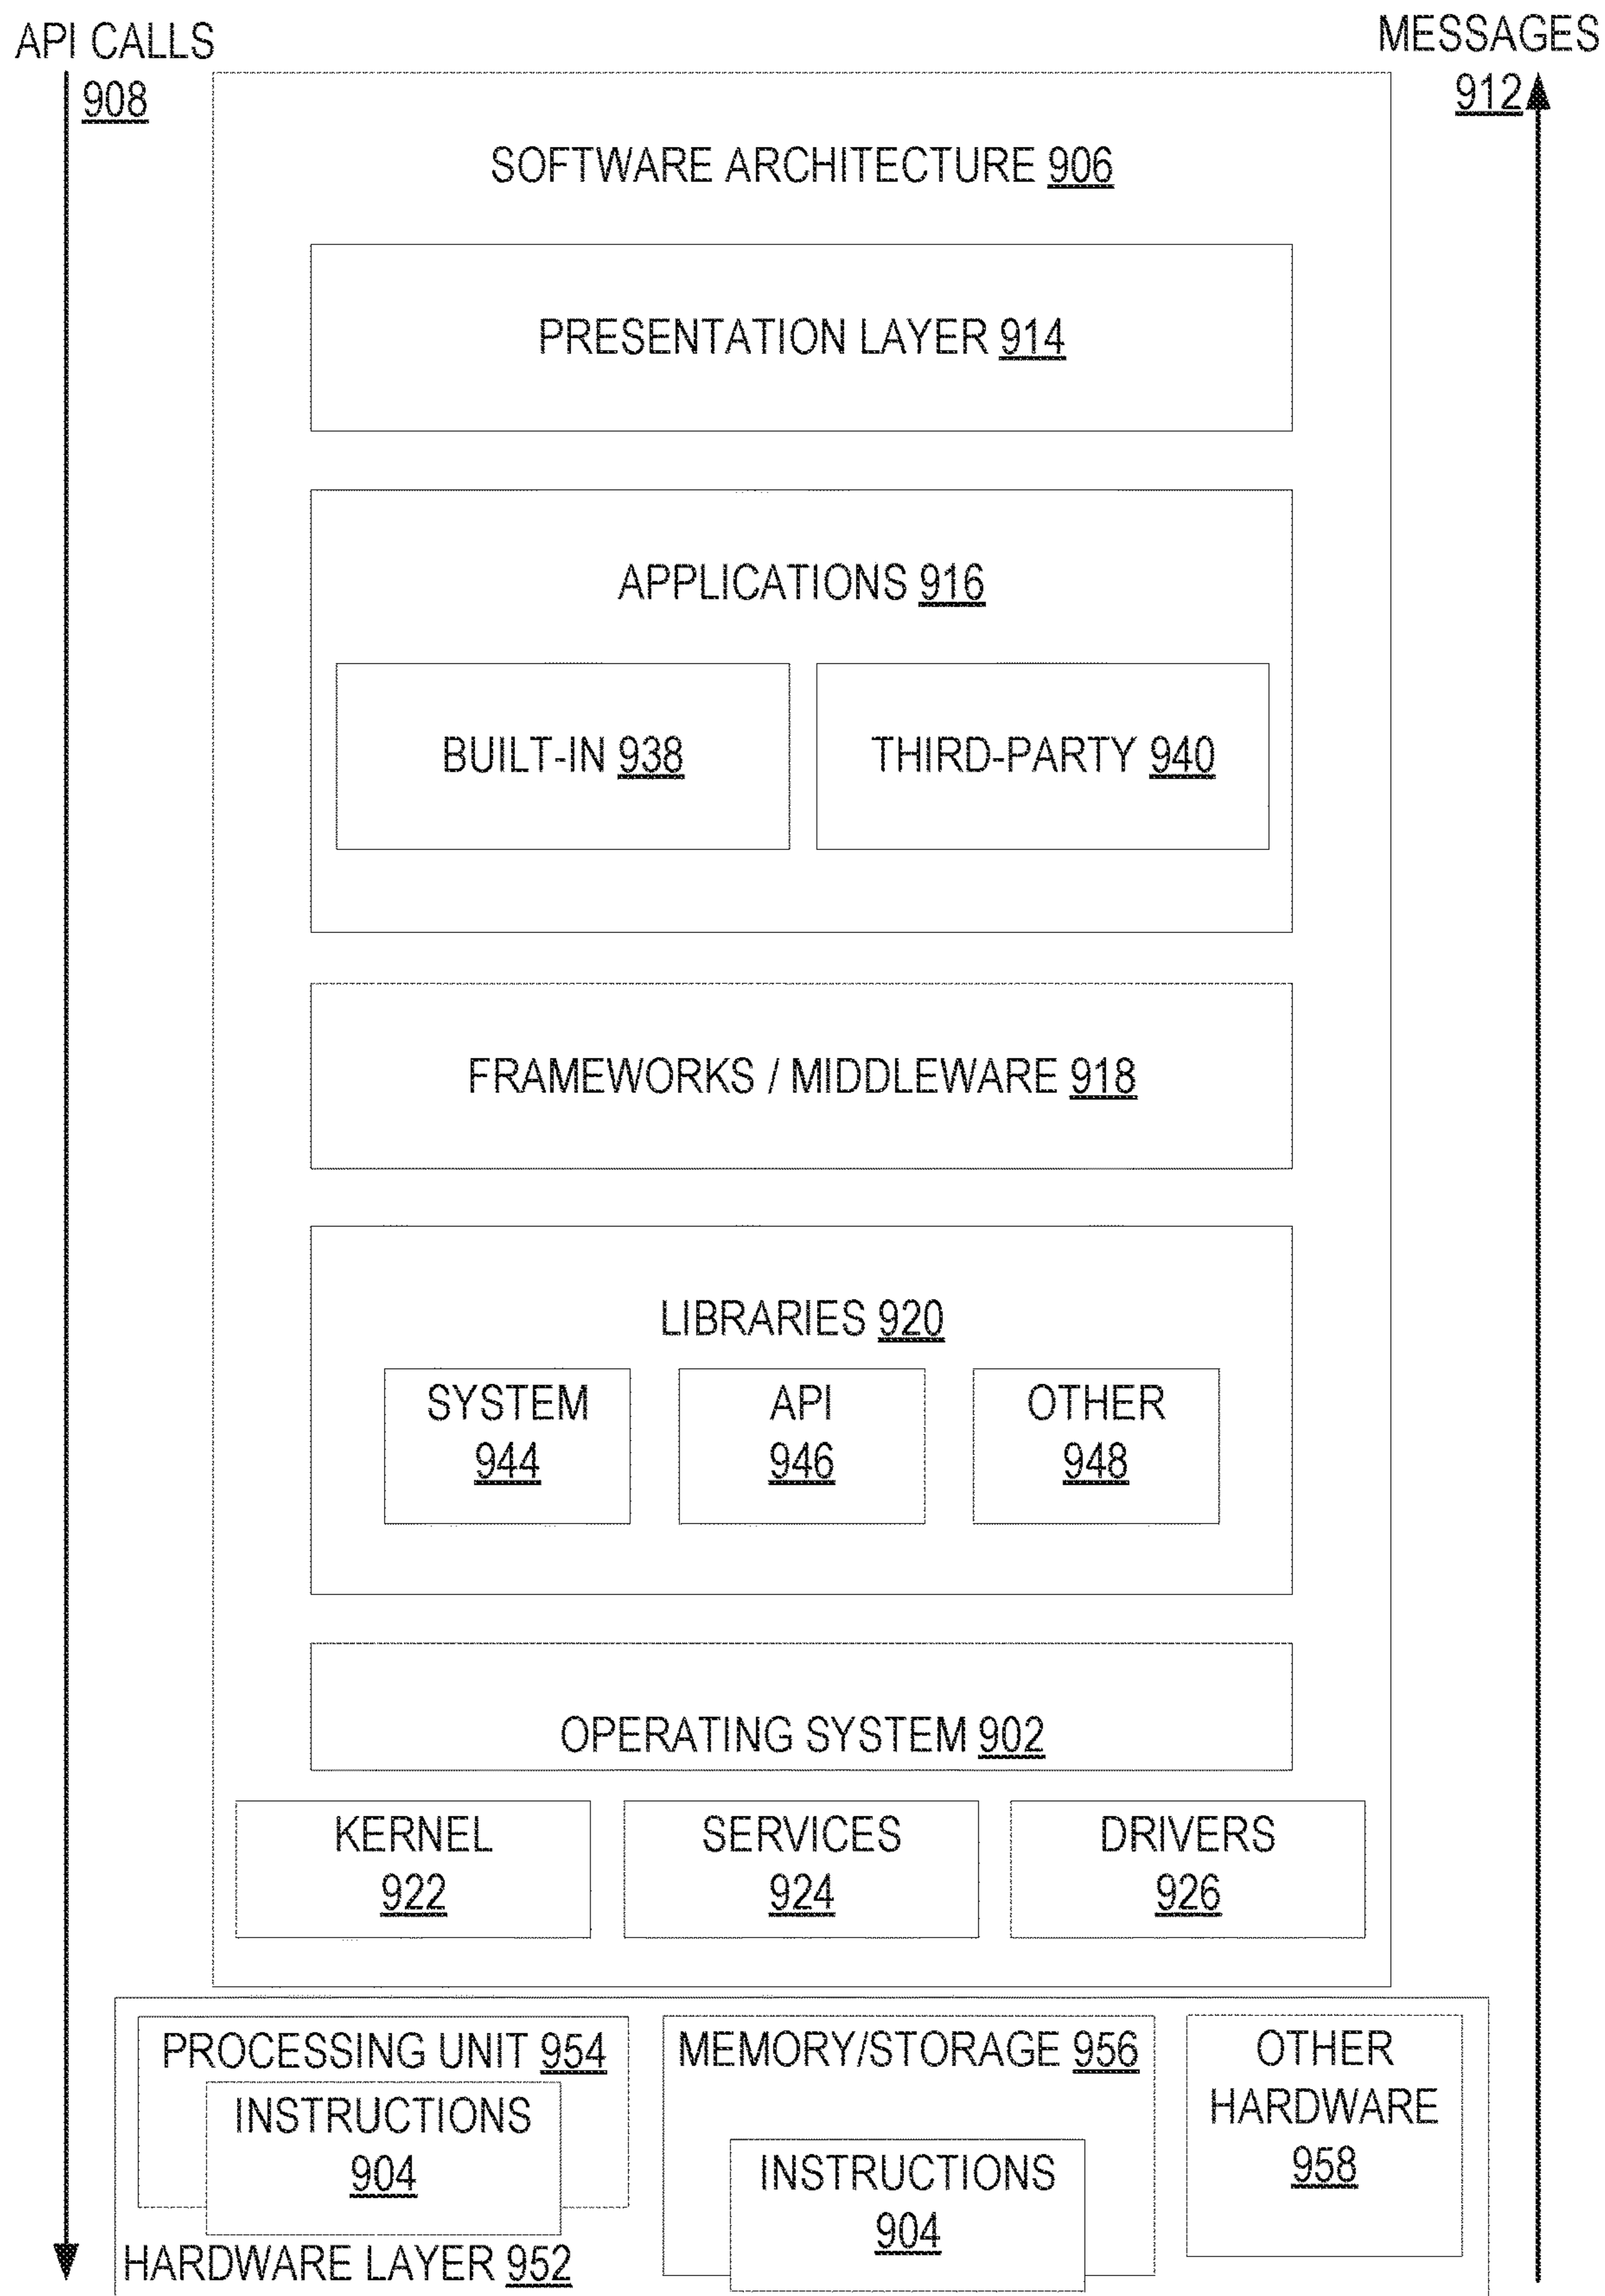 API CALLS
908
MESSAGES
912
SOFTWARE ARCHITECTURE 906
PRESENTATION LAYER 914
APPLICATIONS 916
BUILT-IN 938
THIRD-PARTY 940
FRAMEWORKS / MIDDLEWARE 918
LIBRARIES 920
SYSTEM
944
API
946
OTHER
948
OPERATING SYSTEM 902
KERNEL
922
SERVICES
924
DRIVERS
926
PROCESSING UNIT 954
INSTRUCTIONS
904
MEMORY/STORAGE 956
INSTRUCTIONS
904
OTHER
HARDWARE
958
HARDWARE LAYER 952